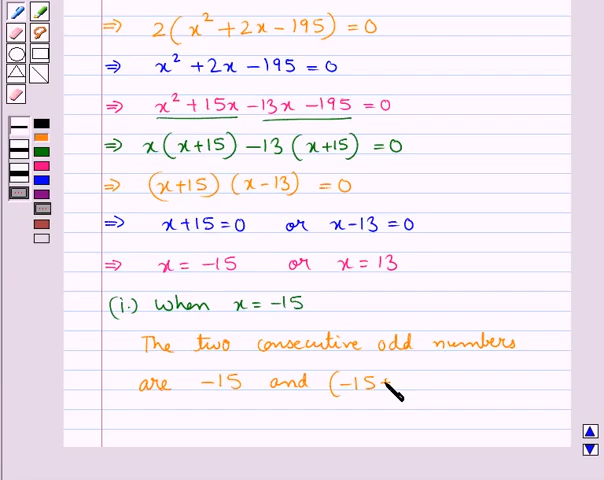 ⇒ 2(x² + 2x - 195) = 0
⇒ x² + 2x - 195 = 0
⇒ x² + 15x - 13x - 195 = 0
⇒ x(x+15) - 13(x+15) = 0
⇒ (x+15) (x-13) = 0
⇒ x+15=0 or x-13=0
⇒ x = -15 or x = 13
(i.) when x = -15
The two consecutive odd numbers
are -15 and (-15+